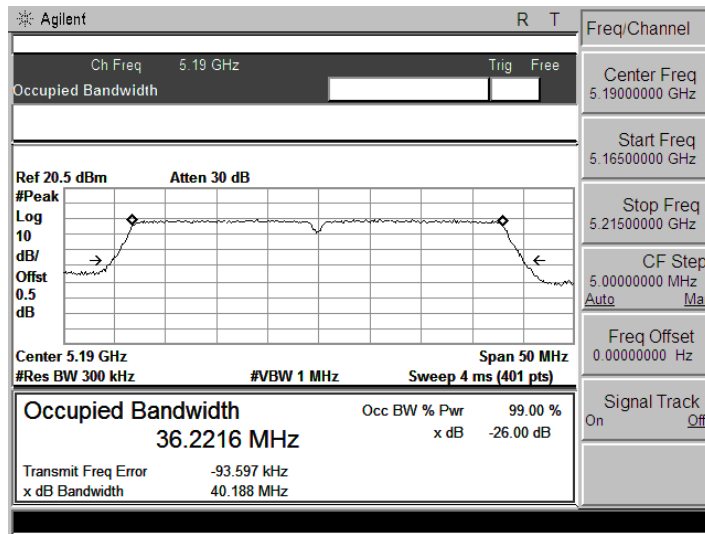 Agilent R T
Ch Freq 5.19 GHz Trig Free
Occupied Bandwidth
Ref 20.5 dBm Atten 30 dB
#Peak
Log
10
dB/
Offst
0.5
dB
Center 5.19 GHz Span 50 MHz
#Res BW 300 kHz #VBW 1 MHz Sweep 4 ms (401 pts)
Occupied Bandwidth
36.2216 MHz
Occ BW % Pwr 99.00 %
x dB -26.00 dB
Transmit Freq Error -93.597 kHz
x dB Bandwidth 40.188 MHz
Freq/Channel
Center Freq
5.19000000 GHz
Start Freq
5.16500000 GHz
Stop Freq
5.21500000 GHz
CF Step
5.00000000 MHz
Auto Ma
Freq Offset
0.00000000 Hz
Signal Track
On Off